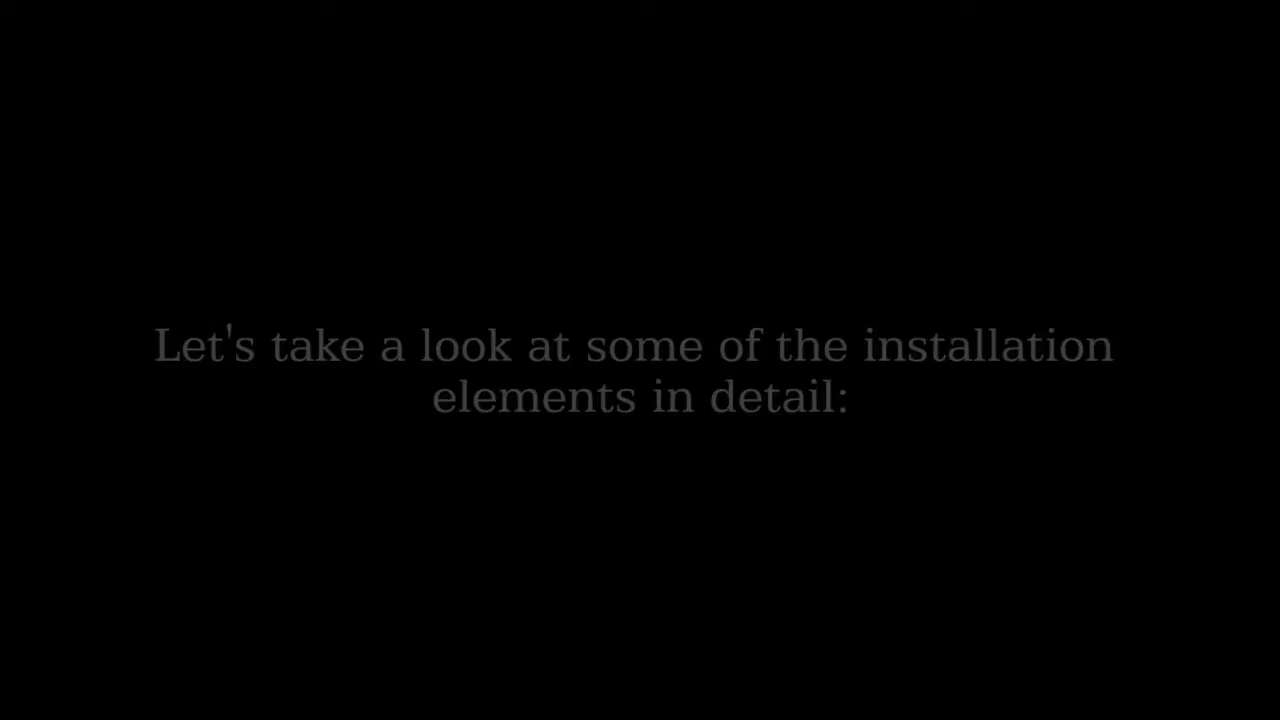 Let's take a look at some of the installation
elements in detail: